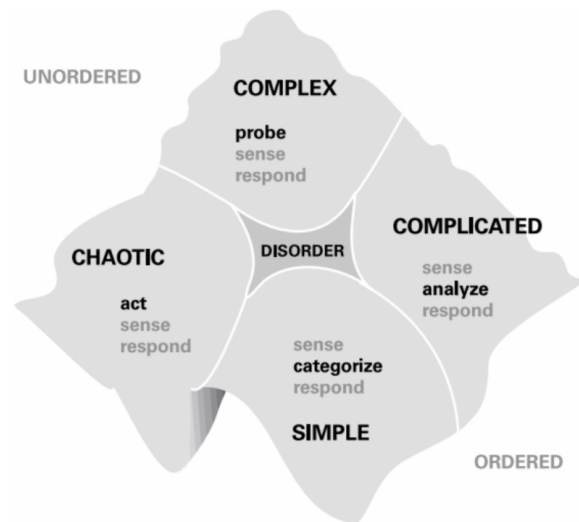 UNORDERED
COMPLEX
probe
sense
respond
COMPLICATED
sense
analyze
respond
CHAOTIC
act
sense
respond
DISORDER
sense
categorize
respond
SIMPLE
ORDERED